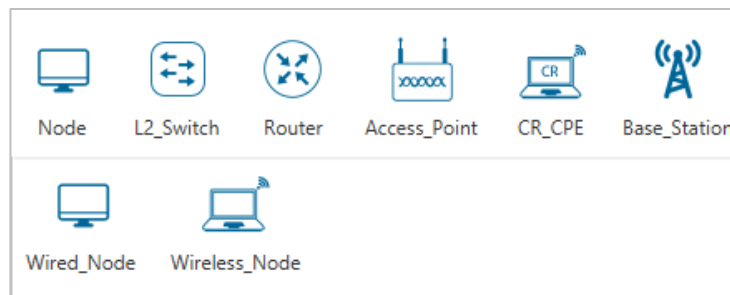 CR
Node L2_Switch Router Access_Point CR_CPE Base_Station
Wired_Node Wireless_Node